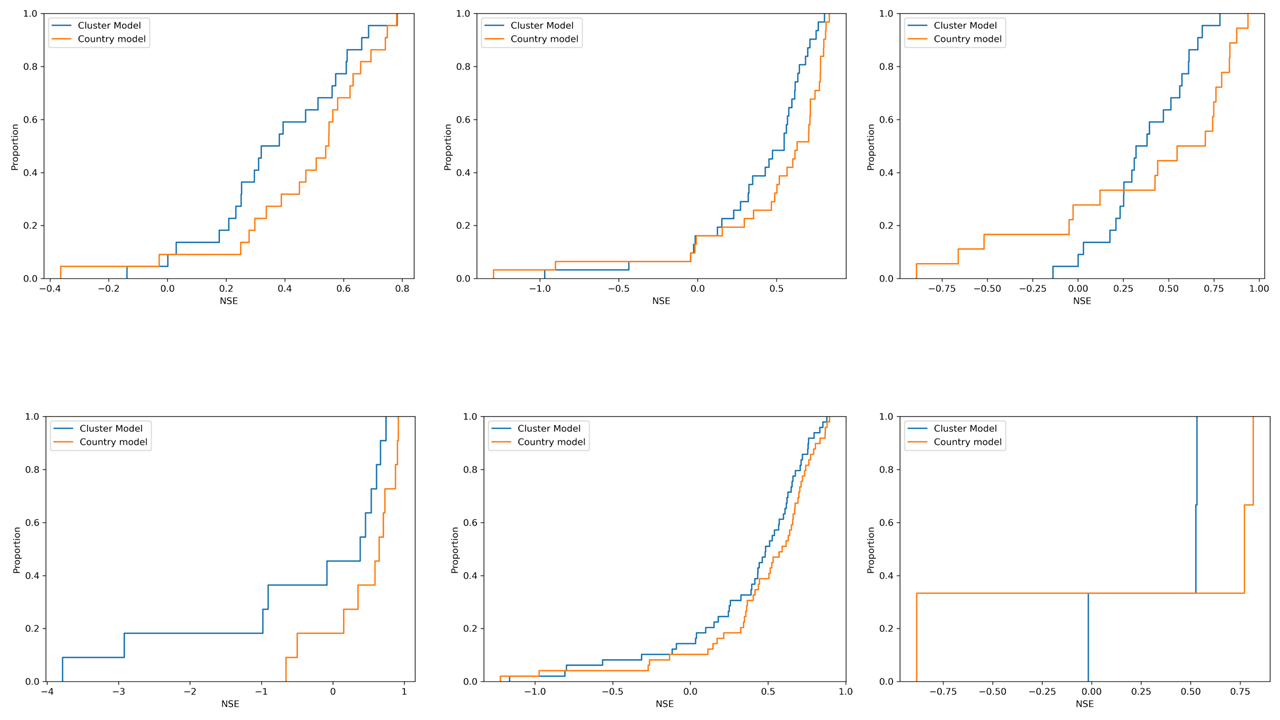 1.0
0.8
0.6
0.4
0.2
0.0
Proportion
Cluster Model
Country model
−0.4 −0.2 0.0 0.2 0.4 0.6 0.8
NSE
1.0
0.8
0.6
0.4
0.2
0.0
Proportion
Cluster Model
Country model
−1.0 −0.5 0.0 0.5
NSE
1.0
0.8
0.6
0.4
0.2
0.0
Proportion
Cluster Model
Country model
−0.75 −0.50 −0.25 0.00 0.25 0.50 0.75 1.00
NSE
1.0
0.8
0.6
0.4
0.2
0.0
Proportion
Cluster Model
Country model
−4 −3 −2 −1 0 1
NSE
1.0
0.8
0.6
0.4
0.2
0.0
Proportion
Cluster Model
Country model
−1.0 −0.5 0.0 0.5 1.0
NSE
1.0
0.8
0.6
0.4
0.2
0.0
Proportion
Cluster Model
Country model
−0.75 −0.50 −0.25 0.00 0.25 0.50 0.75
NSE